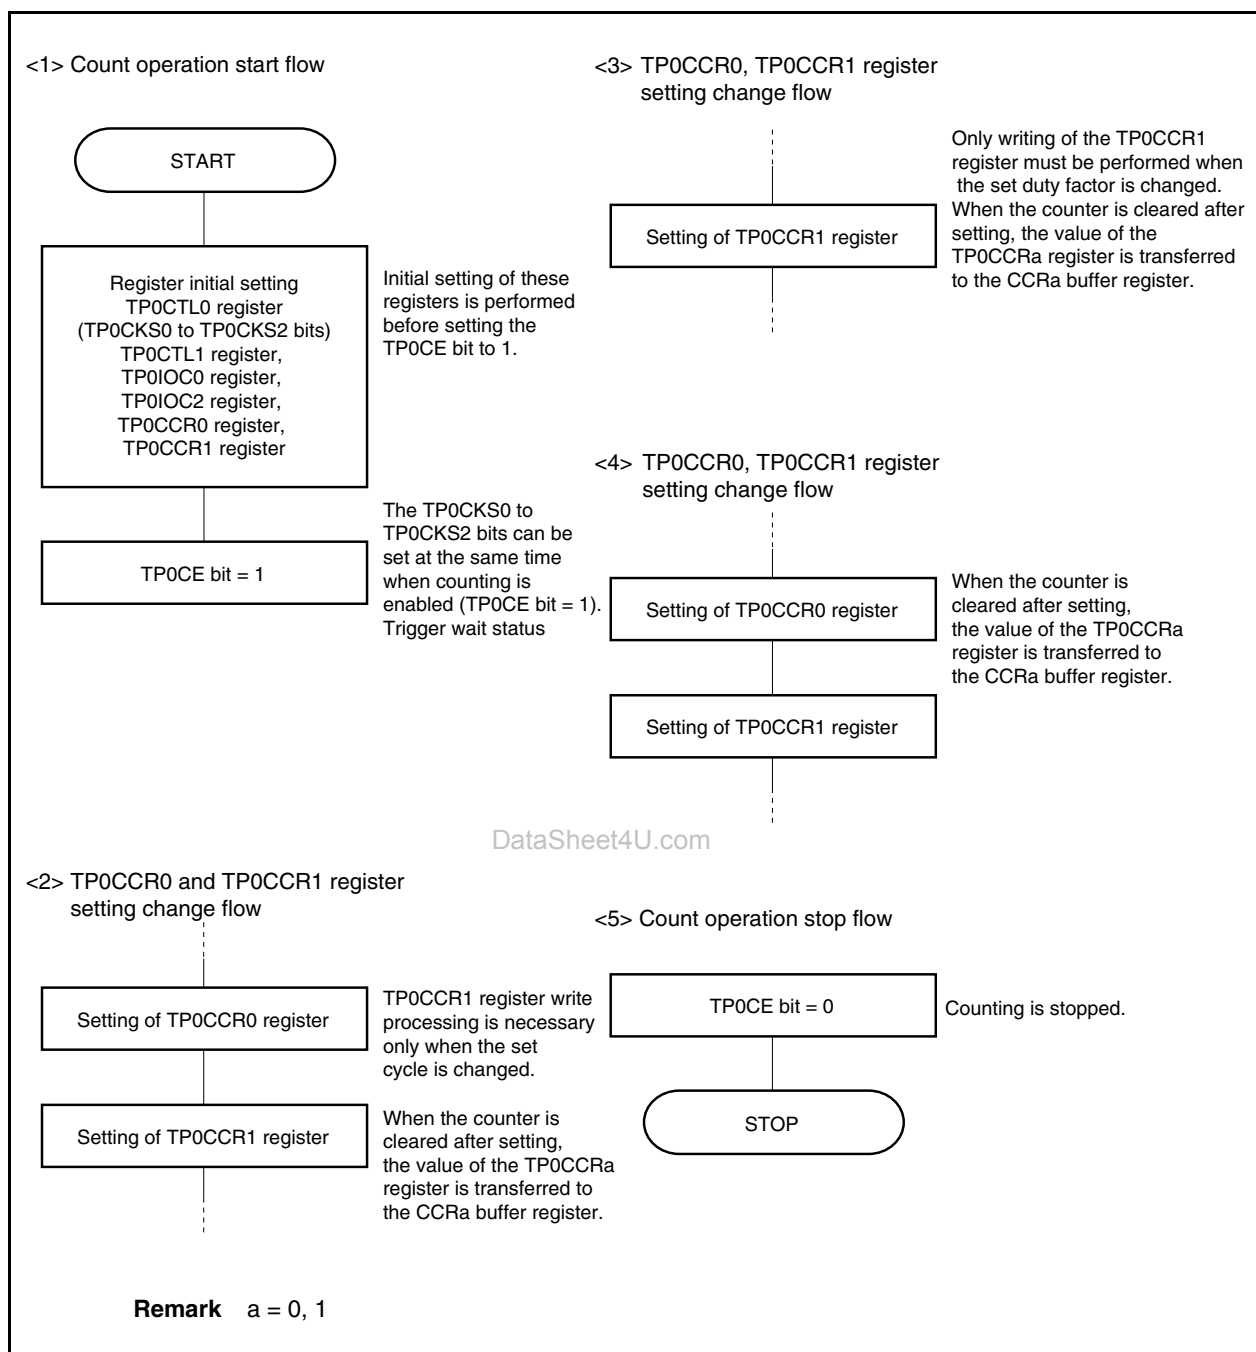 <1> Count operation start flow
START
Register initial setting
TP0CTL0 register
(TP0CKS0 to TP0CKS2 bits)
TP0CTL1 register,
TP0IOC0 register,
TP0IOC2 register,
TP0CCR0 register,
TP0CCR1 register
Initial setting of these
registers is performed
before setting the
TP0CE bit to 1.
TP0CE bit = 1
The TP0CKS0 to
TP0CKS2 bits can be
set at the same time
when counting is
enabled (TP0CE bit = 1).
Trigger wait status
<2> TP0CCR0 and TP0CCR1 register
setting change flow
Setting of TP0CCR0 register
TP0CCR1 register write
processing is necessary
only when the set
cycle is changed.
Setting of TP0CCR1 register
When the counter is
cleared after setting,
the value of the TP0CCRa
register is transferred to
the CCRa buffer register.
<3> TP0CCR0, TP0CCR1 register
setting change flow
Setting of TP0CCR1 register
Only writing of the TP0CCR1
register must be performed when
the set duty factor is changed.
When the counter is cleared after
setting, the value of the
TP0CCRa register is transferred
to the CCRa buffer register.
<4> TP0CCR0, TP0CCR1 register
setting change flow
Setting of TP0CCR0 register
When the counter is
cleared after setting,
the value of the TP0CCRa
register is transferred to
the CCRa buffer register.
Setting of TP0CCR1 register
DataSheet4U.com
<5> Count operation stop flow
TP0CE bit = 0
Counting is stopped.
STOP
Remark a = 0, 1